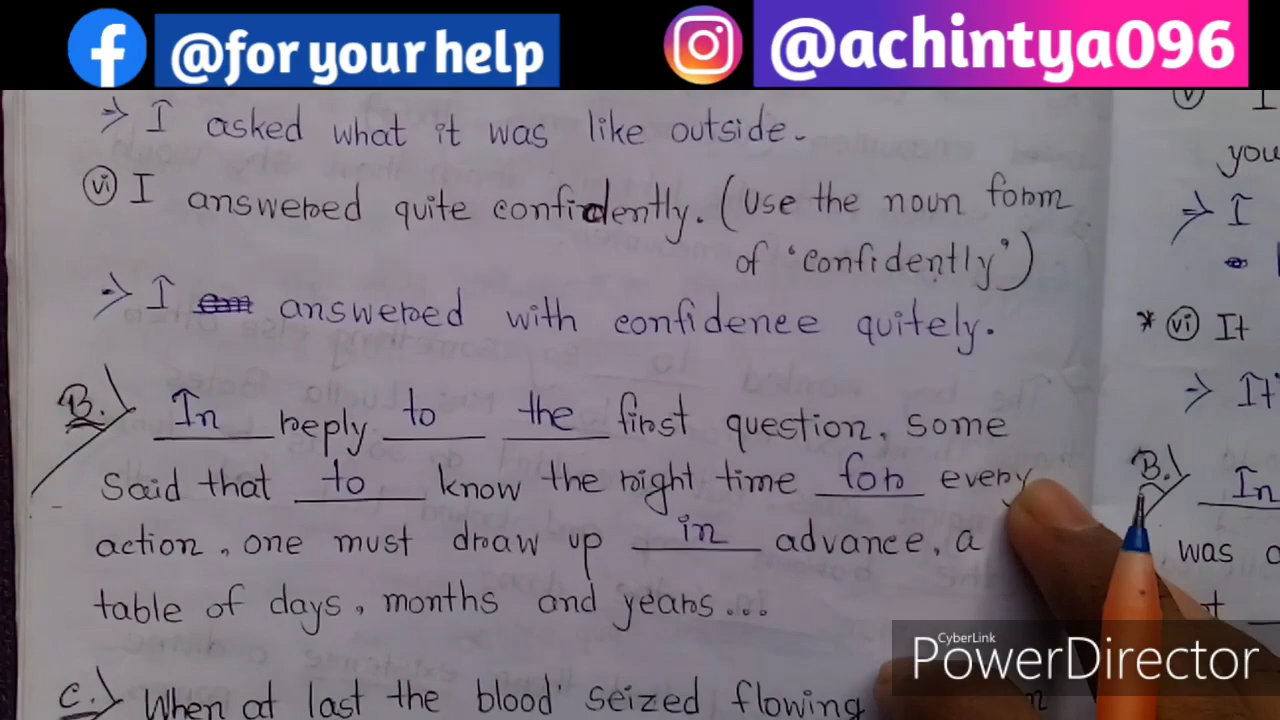 @for your help
@achintya096
⇒ I asked what it was like outside.
(vi) I answered quite confidently. (Use the noun form
of 'confidently')
⇒ I answered with confidence quitely.
B.) In reply to the first question, some
said that to know the right time for every
action, one must draw up in advance, a
table of days, months and years...
C.) When at last the blood seized flowing
(v) I
you
⇒ I
* (vi) It
⇒ It
B.) In
was
CyberLink
PowerDirector